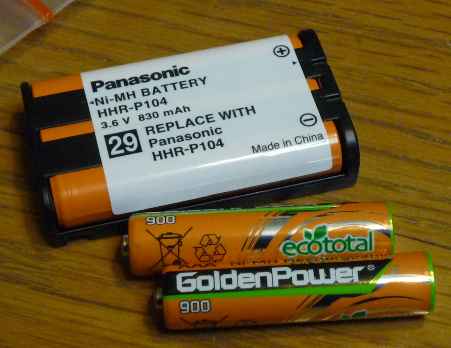 Panasonic
Ni-MH BATTERY
HHR-P104
3.6 V 830 mAh
29 REPLACE WITH
Panasonic
HHR-P104
Made in China
900
ecototal
GoldenPower®
900